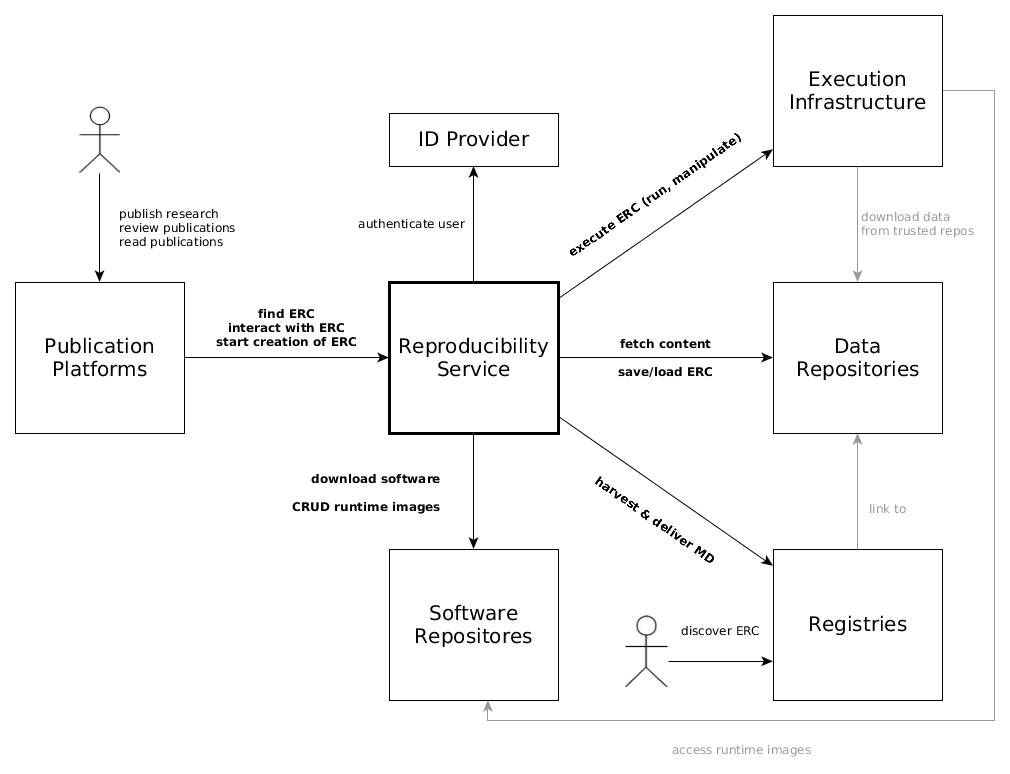 Execution
Infrastructure
ID Provider
execute ERC (run, manipulate)
publish research
review publications
read publications
authenticate user
download data
from trusted repos
Publication
Platforms
find ERC
interact with ERC
start creation of ERC
Reproducibility
Service
fetch content
save/load ERC
Data
Repositories
download software
CRUD runtime images
harvest & deliver MD
link to
Software
Repositores
discover ERC
Registries
access runtime images